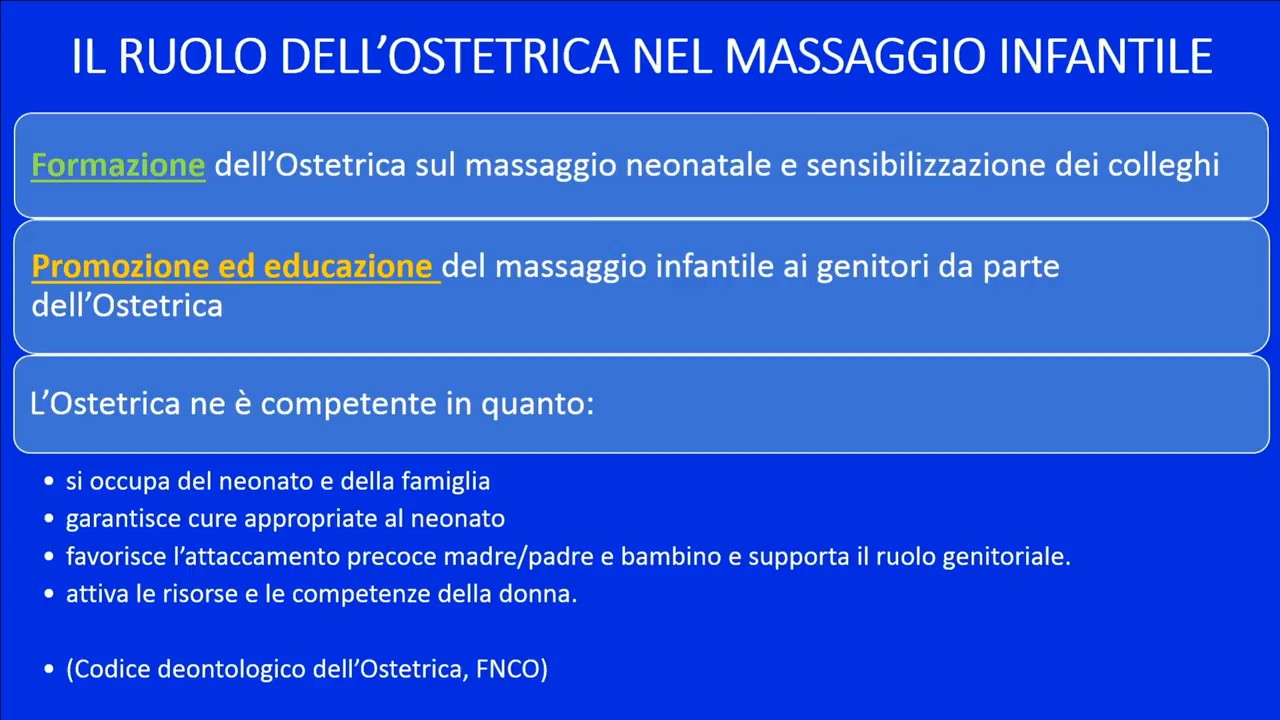 IL RUOLO DELL’OSTETRICA NEL MASSAGGIO INFANTILE
Formazione dell’Ostetrica sul massaggio neonatale e sensibilizzazione dei colleghi
Promozione ed educazione del massaggio infantile ai genitori da parte
dell’Ostetrica
L’Ostetrica ne è competente in quanto:
• si occupa del neonato e della famiglia
• garantisce cure appropriate al neonato
• favorisce l’attaccamento precoce madre/padre e bambino e supporta il ruolo genitoriale.
• attiva le risorse e le competenze della donna.
• (Codice deontologico dell’Ostetrica, FNCO)